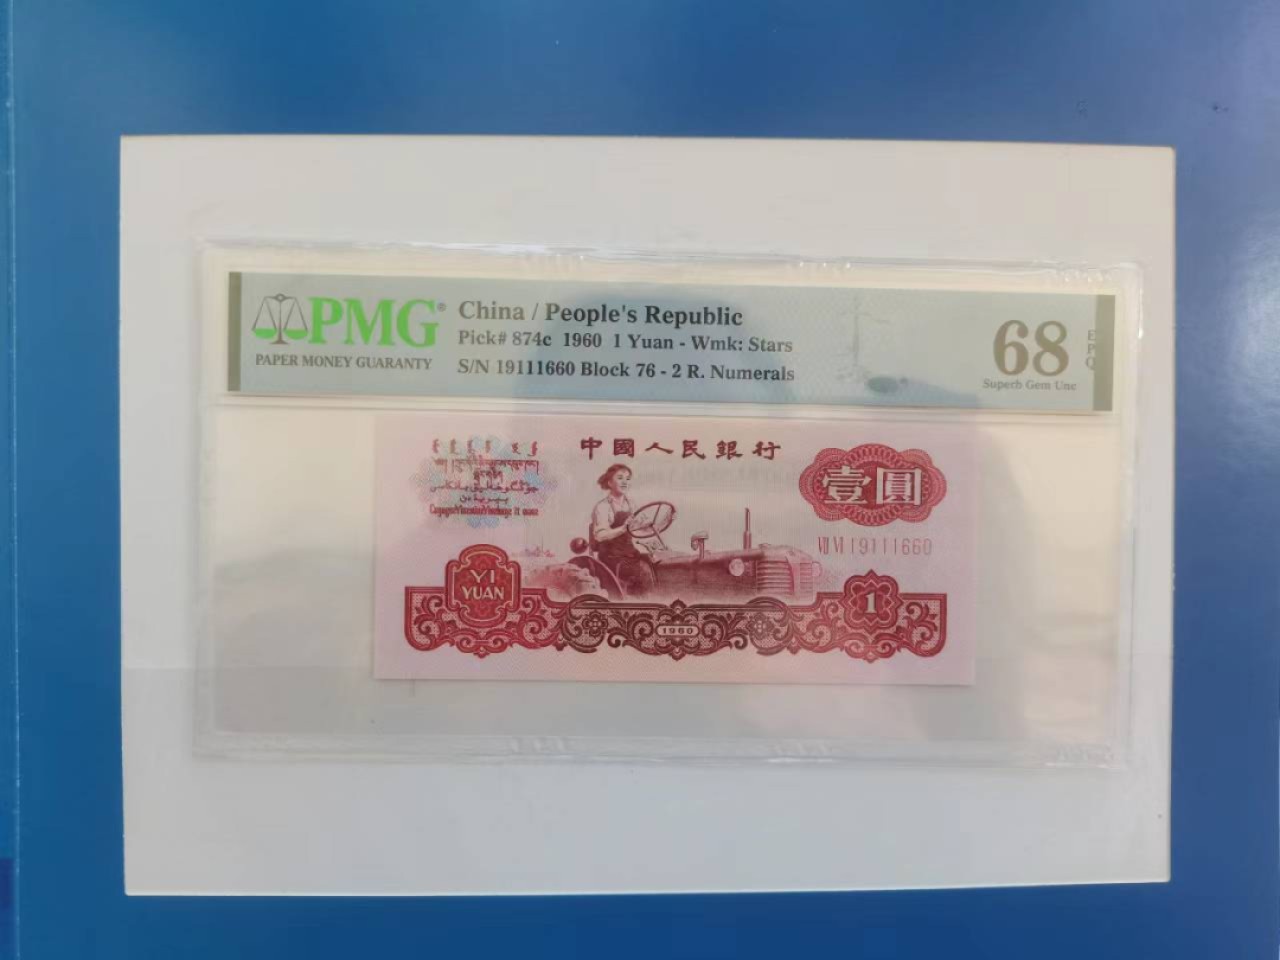 PMG®
PAPER MONEY GUARANTY
China / People's Republic
Pick# 874c 1960 1 Yuan - Wmk: Stars
S/N 19111660 Block 76 - 2 R. Numerals
68
Superb Gem Unc
EPQ
中國人民銀行
壹圓
VII VI 19111660
YI
YUAN
1960
1